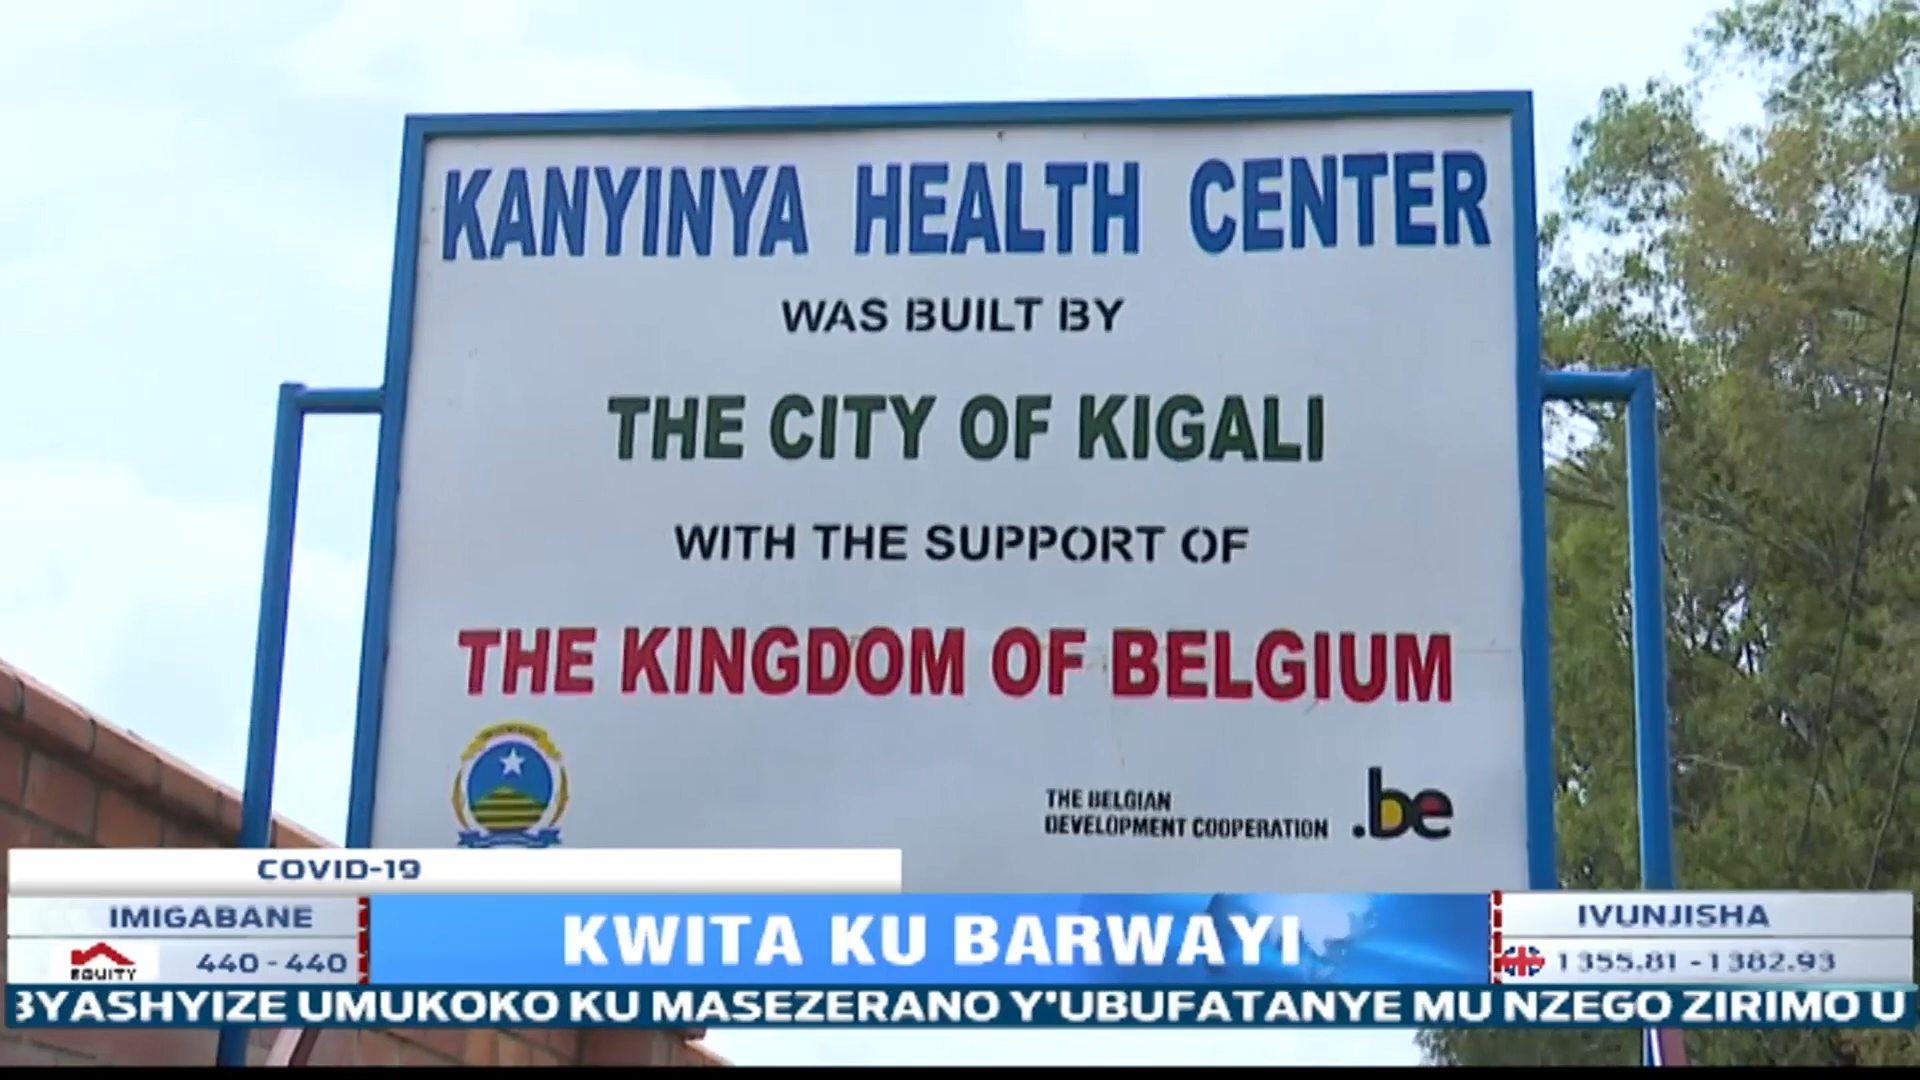 KANYINYA HEALTH CENTER
WAS BUILT BY
THE CITY OF KIGALI
WITH THE SUPPORT OF
THE KINGDOM OF BELGIUM
THE BELGIAN
DEVELOPMENT COOPERATION
.be
COVID-19
IMIGABANE
EQUITY 440 - 440
KWITA KU BARWAYI
IVUNJISHA
1355.81 - 1382.93
BYASHYIZE UMUKOKO KU MASEZERANO Y'UBUFATANYE MU NZEGO ZIRIMO U